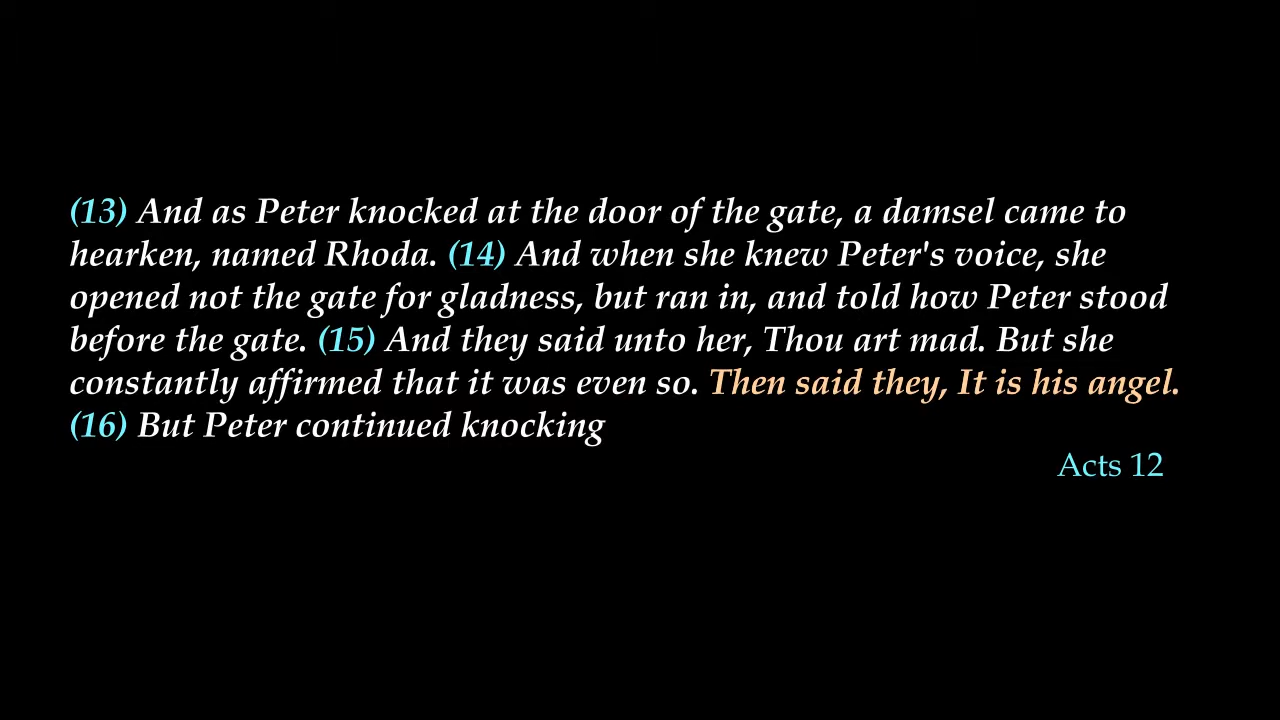 (13) And as Peter knocked at the door of the gate, a damsel came to
hearken, named Rhoda. (14) And when she knew Peter's voice, she
opened not the gate for gladness, but ran in, and told how Peter stood
before the gate. (15) And they said unto her, Thou art mad. But she
constantly affirmed that it was even so. Then said they, It is his angel.
(16) But Peter continued knocking
Acts 12